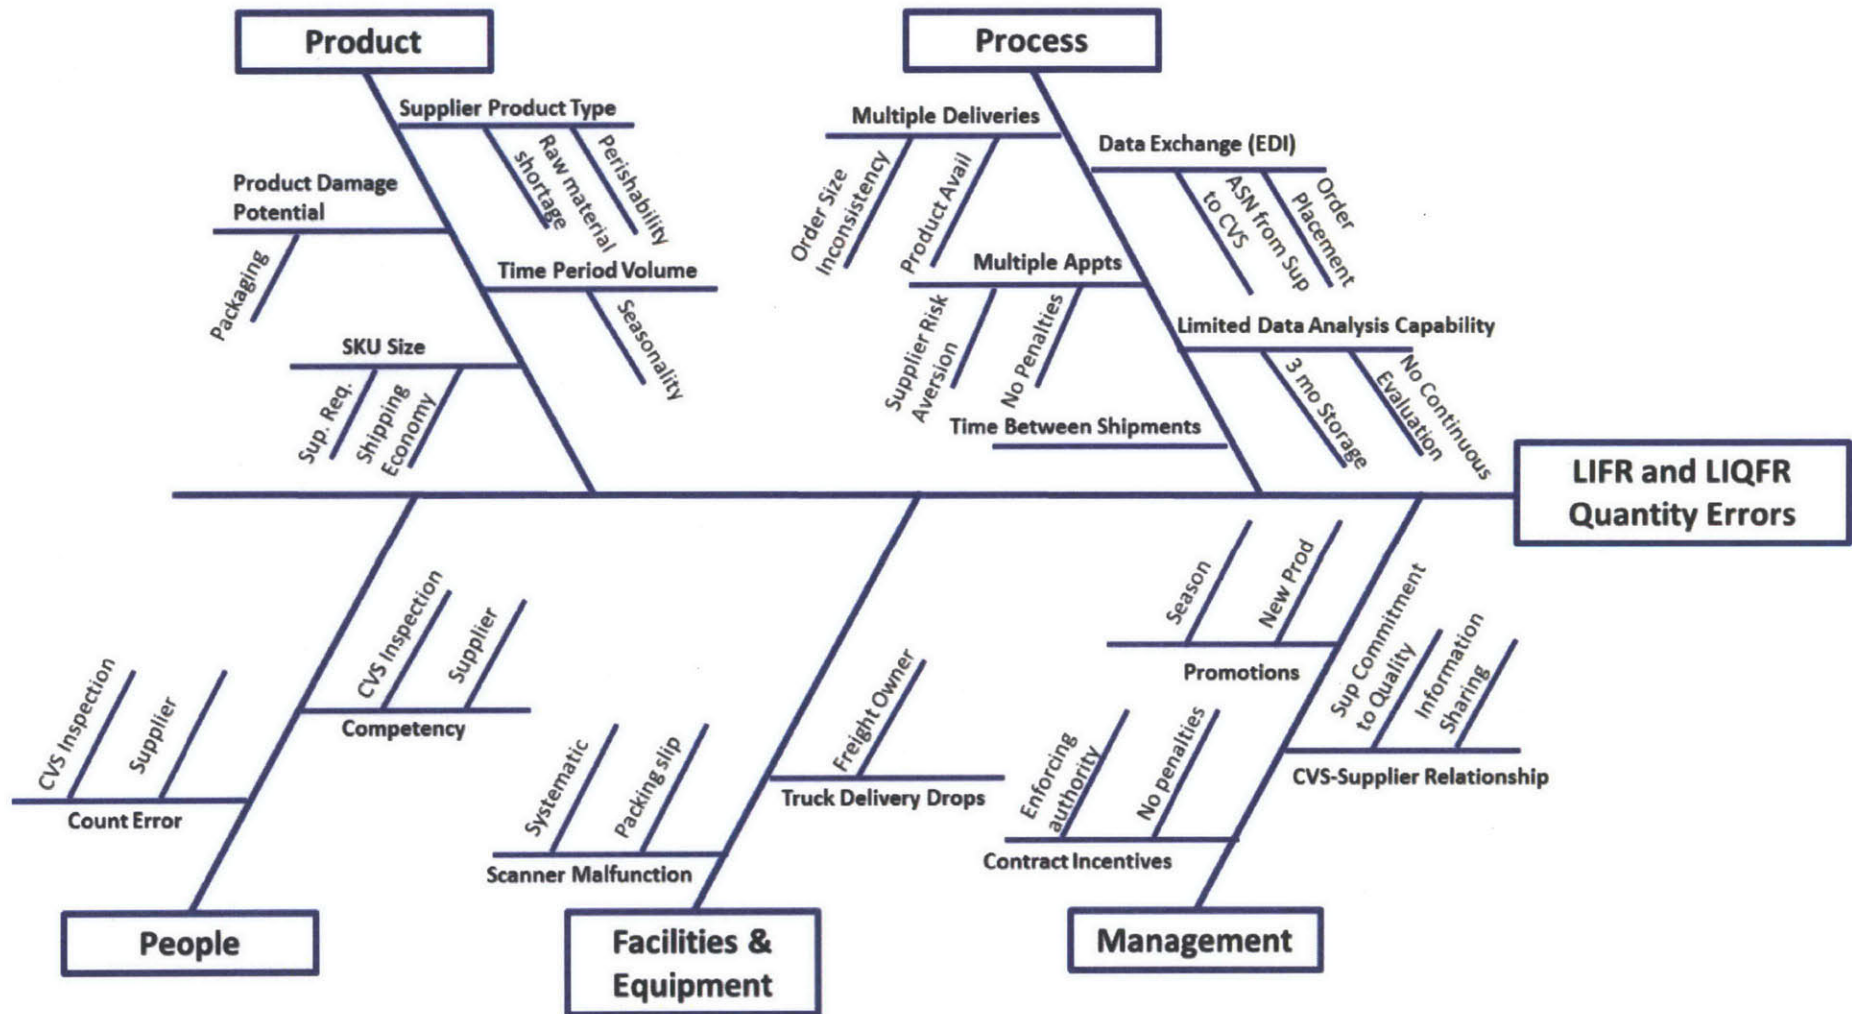 Product
Supplier Product Type
Raw material
shortage
Perishability
Product Damage
Potential
Packaging
Time Period Volume
Seasonality
SKU Size
Sup. Req.
Shipping
Economy
Process
Multiple Deliveries
Order Size
Inconsistency
Product Avail
Data Exchange (EDI)
ASN from Sup
to CVS
Order
Placement
Multiple Appts
Supplier Risk
Aversion
No Penalties
Limited Data Analysis Capability
3 mo Storage
No Continuous
Evaluation
Time Between Shipments
LIFR and LIQFR
Quantity Errors
CVS Inspection
Supplier
Competency
CVS Inspection
Supplier
Count Error
People
Freight Owner
Truck Delivery Drops
Systematic
Packing slip
Scanner Malfunction
Facilities &
Equipment
Season
New Prod
Promotions
Sup Commitment
to Quality
Information
Sharing
CVS-Supplier Relationship
Enforcing
authority
No penalties
Contract Incentives
Management